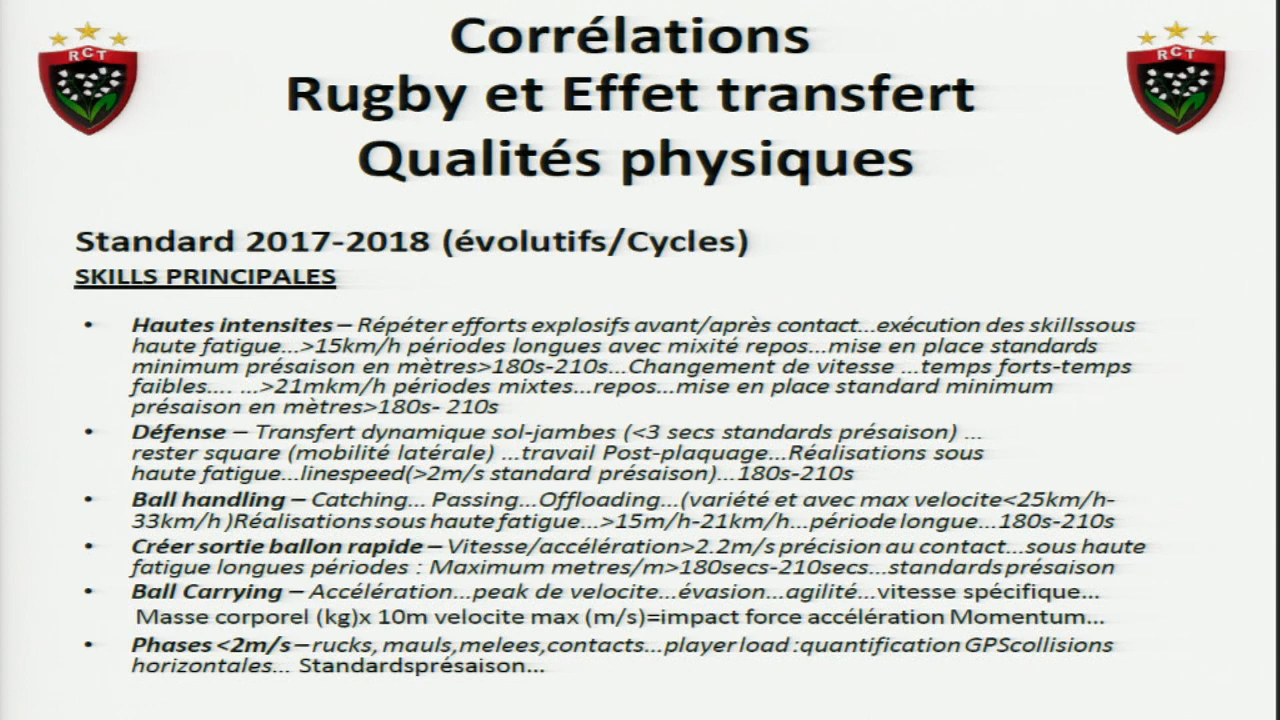 RCT
RCT
Corrélations
Rugby et Effet transfert
Qualités physiques
Standard 2017-2018 (évolutifs/Cycles)
SKILLS PRINCIPALES
• Hautes intensites – Répéter efforts explosifs avant/après contact...exécution des skillssous
haute fatigue...>15km/h périodes longues avec mixité repos...mise en place standards
minimum présaison en mètres>180s-210s...Changement de vitesse ...temps forts-temps
faibles.... ...>21mkm/h périodes mixtes...repos...mise en place standard minimum
présaison en mètres>180s- 210s
• Défense – Transfert dynamique sol-jambes (<3 secs standards présaison) ...
rester square (mobilité latérale) ...travail Post-plaquage...Réalisations sous
haute fatigue...linespeed(>2m/s standard présaison)...180s-210s
• Ball handling – Catching... Passing...Offloading...(variété et avec max velocite<25km/h-
33km/h )Réalisations sous haute fatigue...>15m/h-21km/h...période longue...180s-210s
• Créer sortie ballon rapide – Vitesse/accélération>2.2m/s précision au contact...sous haute
fatigue longues périodes : Maximum metres/m>180secs-210secs...standards présaison
• Ball Carrying – Accélération...peak de velocite...évasion...agilité...vitesse spécifique...
Masse corporel (kg)x 10m velocite max (m/s)=impact force accélération Momentum...
• Phases <2m/s – rucks, mauls,melees,contacts...player load :quantification GPScollisions
horizontales... Standardsprésaison...